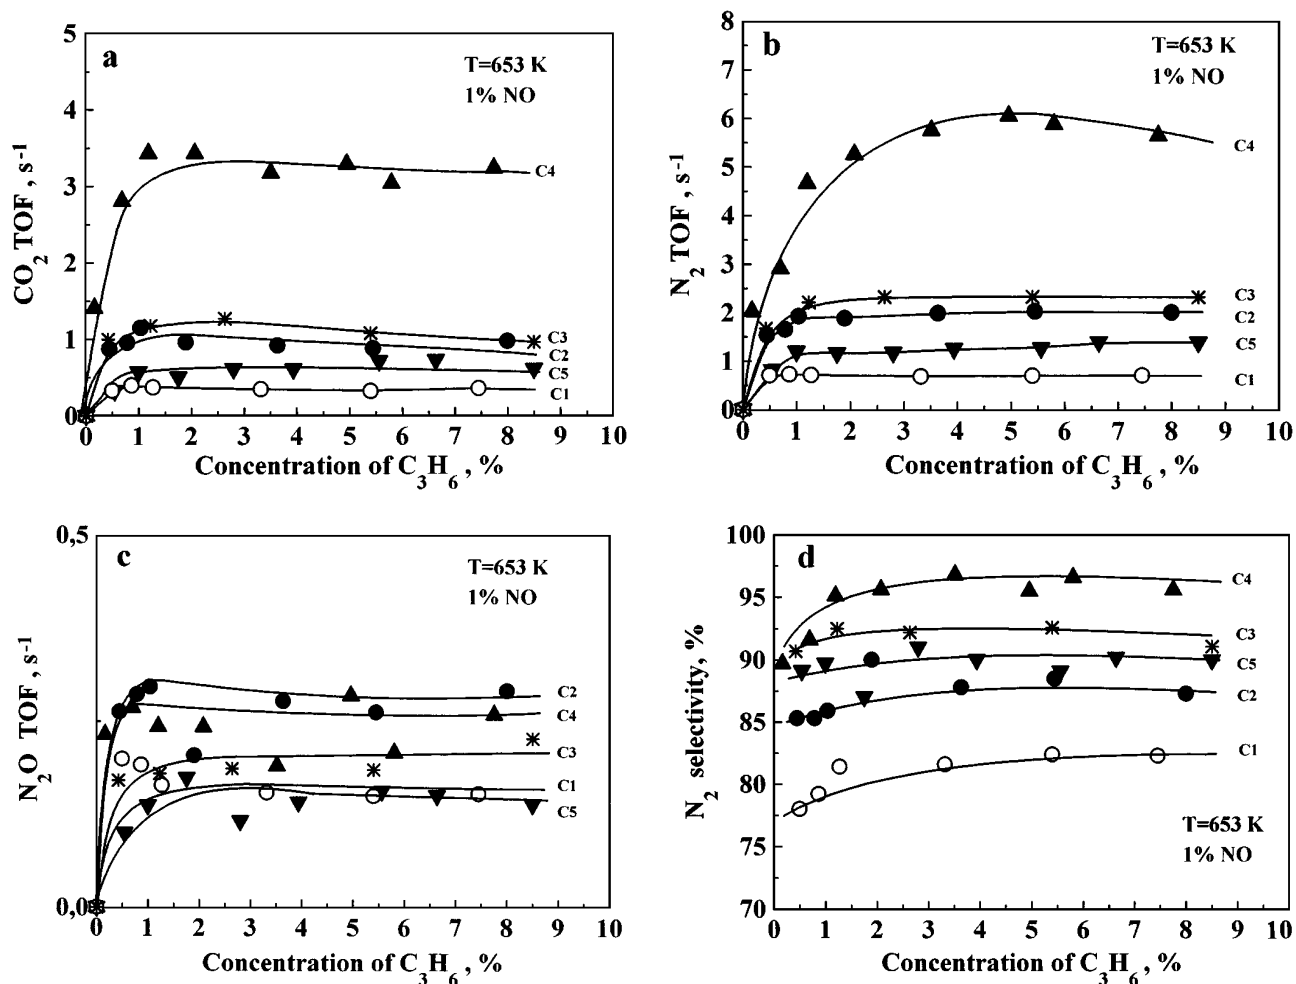 a
T=653 K
1% NO
CO2 TOF , s-1
5
4
3
2
1
0
C4
C3
C2
C5
C1
0 1 2 3 4 5 6 7 8 9 10
Concentration of C3H6 , %
b
T=653 K
1% NO
N2 TOF , s-1
8
7
6
5
4
3
2
1
0
C4
C3
C2
C5
C1
0 1 2 3 4 5 6 7 8 9 10
Concentration of C3H6 , %
c
T=653 K
1% NO
N2O TOF, s-1
0,5
0,0
C2
C4
C3
C1
C5
0 1 2 3 4 5 6 7 8 9 10
Concentration of C3H6 , %
d
N2 selectivity, %
100
95
90
85
80
75
70
C4
C3
C5
C2
C1
T=653 K
1% NO
0 1 2 3 4 5 6 7 8 9 10
Concentration of C3H6 , %